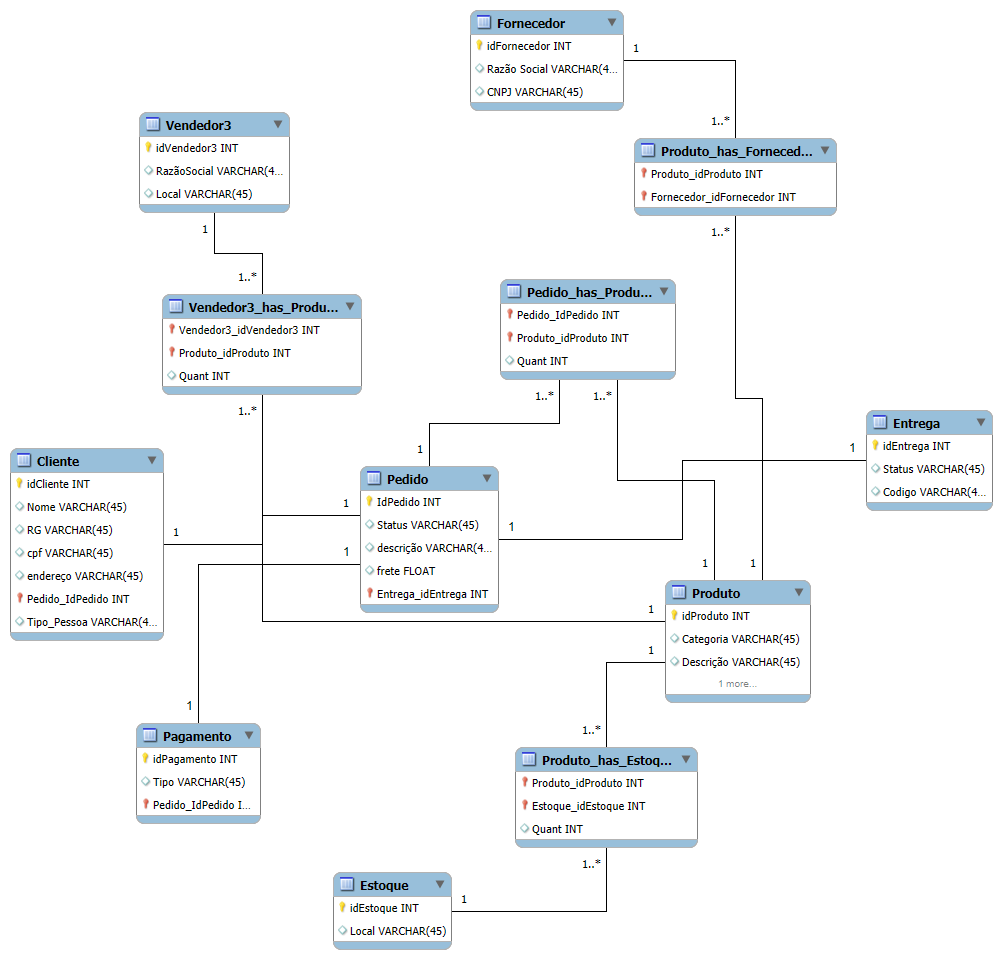 Fornecedor
idFornecedor INT
Razão Social VARCHAR(4...
CNPJ VARCHAR(45)
1
1..*
Produto_has_Forneced...
Produto_idProduto INT
Fornecedor_idFornecedor INT
1..*
Vendedor3
idVendedor3 INT
RazãoSocial VARCHAR(4...
Local VARCHAR(45)
1
1..*
Vendedor3_has_Produ...
Vendedor3_idVendedor3 INT
Produto_idProduto INT
Quant INT
1..*
Pedido_has_Produ...
Pedido_IdPedido INT
Produto_idProduto INT
Quant INT
1..*
1..*
1
Entrega
idEntrega INT
Status VARCHAR(45)
Codigo VARCHAR(4...
1
Cliente
idCliente INT
Nome VARCHAR(45)
RG VARCHAR(45)
cpf VARCHAR(45)
endereço VARCHAR(45)
Pedido_IdPedido INT
Tipo_Pessoa VARCHAR(4...
1
1
Pedido
IdPedido INT
Status VARCHAR(45)
descrição VARCHAR(4...
frete FLOAT
Entrega_idEntrega INT
1
1
1
1
Produto
idProduto INT
Categoria VARCHAR(45)
Descrição VARCHAR(45)
1 more...
1
1
1
Pagamento
idPagamento INT
Tipo VARCHAR(45)
Pedido_IdPedido I...
1..*
Produto_has_Estoq...
Produto_idProduto INT
Estoque_idEstoque INT
Quant INT
1..*
Estoque
idEstoque INT
Local VARCHAR(45)
1